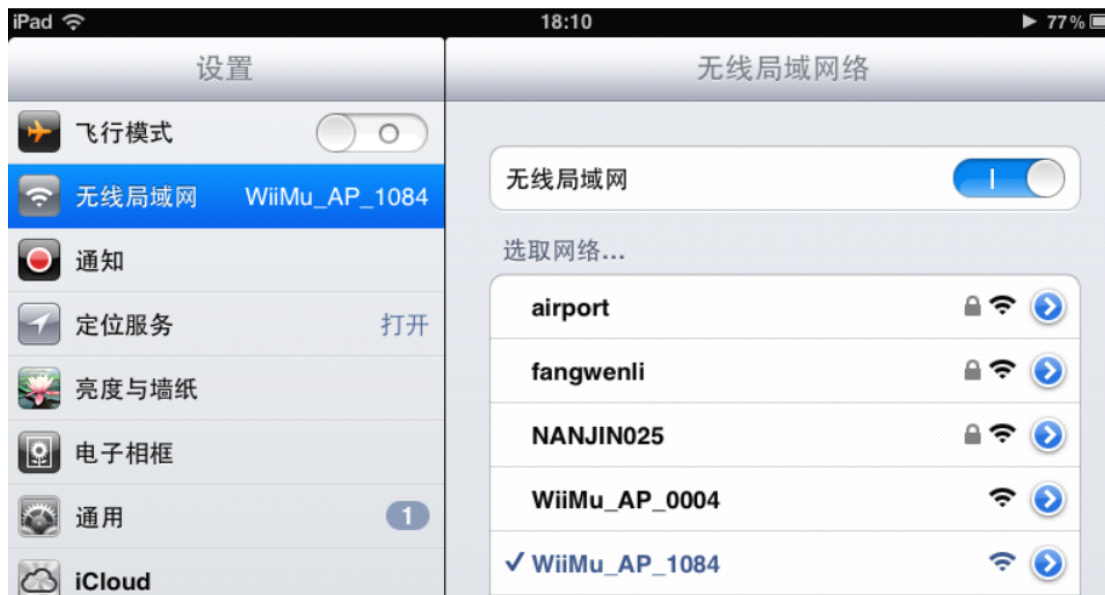 iPad 18:10 77%
设置
飞行模式
无线局域网 WiiMu_AP_1084
通知
定位服务 打开
亮度与墙纸
电子相框
通用 1
iCloud
无线局域网络
无线局域网
选取网络...
airport
fangwenli
NANJIN025
WiiMu_AP_0004
WiiMu_AP_1084